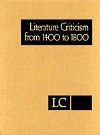 Literature Criticism
from 1400 to 1800
LC